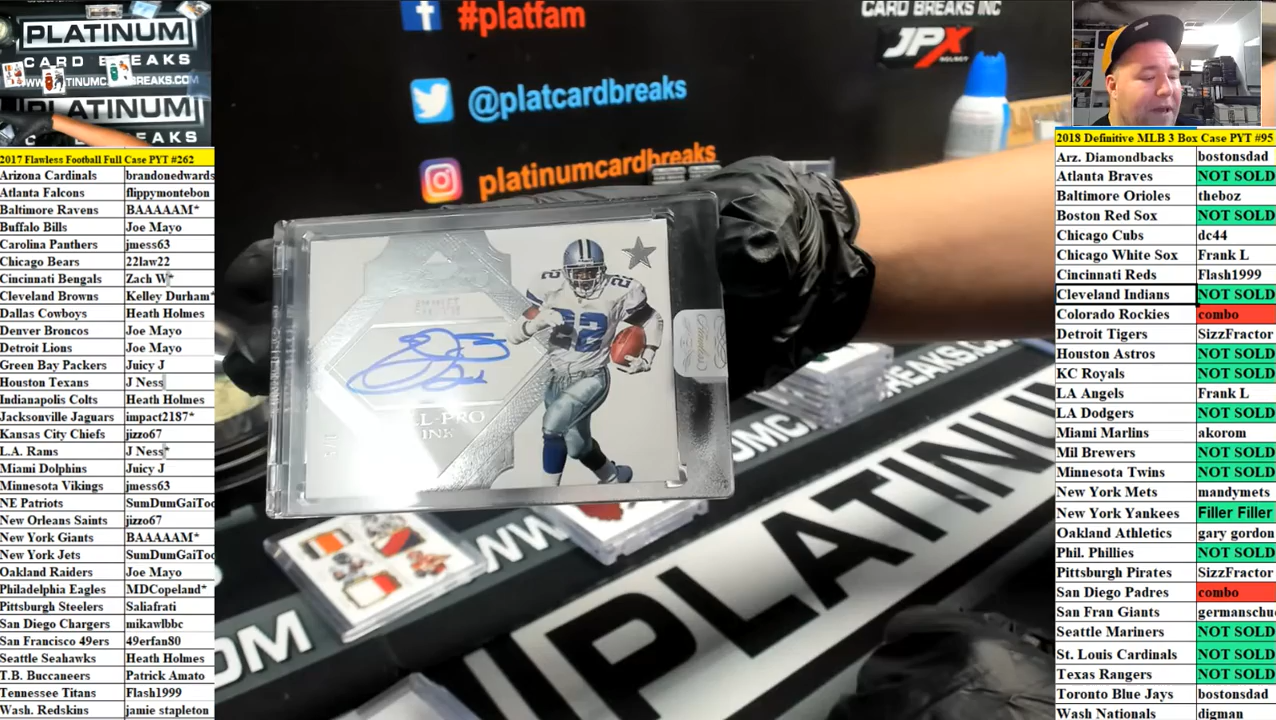 PLATINUM
CARD BREAKS
PLATINUM
CARD BREAKS
2017 Flawless Football Full Case PYT #262
Arizona Cardinals brandonedwards
Atlanta Falcons flippymontebon
Baltimore Ravens BAAAAAM*
Buffalo Bills Joe Mayo
Carolina Panthers jmess63
Chicago Bears 22law22
Cincinnati Bengals Zach W*
Cleveland Browns Kelley Durham*
Dallas Cowboys Heath Holmes
Denver Broncos Joe Mayo
Detroit Lions Joe Mayo
Green Bay Packers Juicy J
Houston Texans J Ness
Indianapolis Colts Heath Holmes
Jacksonville Jaguars impact2187*
Kansas City Chiefs jizzo67
L.A. Rams J Ness*
Miami Dolphins Juicy J
Minnesota Vikings jmess63
NE Patriots SumDumGaiToo
New Orleans Saints jizzo67
New York Giants BAAAAAM*
New York Jets SumDumGaiToo
Oakland Raiders Joe Mayo
Philadelphia Eagles MDCopeland*
Pittsburgh Steelers Saliafrati
San Diego Chargers mikawlbbc
San Francisco 49ers 49erfan80
Seattle Seahawks Heath Holmes
T.B. Buccaneers Patrick Amato
Tennessee Titans Flash1999
Wash. Redskins jamie stapleton
#platfam
@platcardbreaks
platinumcardbreaks
CARD BREAKS INC
JPX
22
LL-PRO
INK
WWW
PLATINU
2018 Definitive MLB 3 Box Case PYT #95
Arz. Diamondbacks bostonsdad
Atlanta Braves NOT SOLD
Baltimore Orioles theboz
Boston Red Sox NOT SOLD
Chicago Cubs dc44
Chicago White Sox Frank L
Cincinnati Reds Flash1999
Cleveland Indians NOT SOLD
Colorado Rockies combo
Detroit Tigers SizzFractor
Houston Astros NOT SOLD
KC Royals NOT SOLD
LA Angels Frank L
LA Dodgers NOT SOLD
Miami Marlins akorom
Mil Brewers NOT SOLD
Minnesota Twins NOT SOLD
New York Mets mandymets
New York Yankees Filler Filler
Oakland Athletics gary gordon
Phil. Phillies NOT SOLD
Pittsburgh Pirates SizzFractor
San Diego Padres combo
San Fran Giants germanschu
Seattle Mariners NOT SOLD
St. Louis Cardinals NOT SOLD
Texas Rangers NOT SOLD
Toronto Blue Jays bostonsdad
Wash Nationals digman